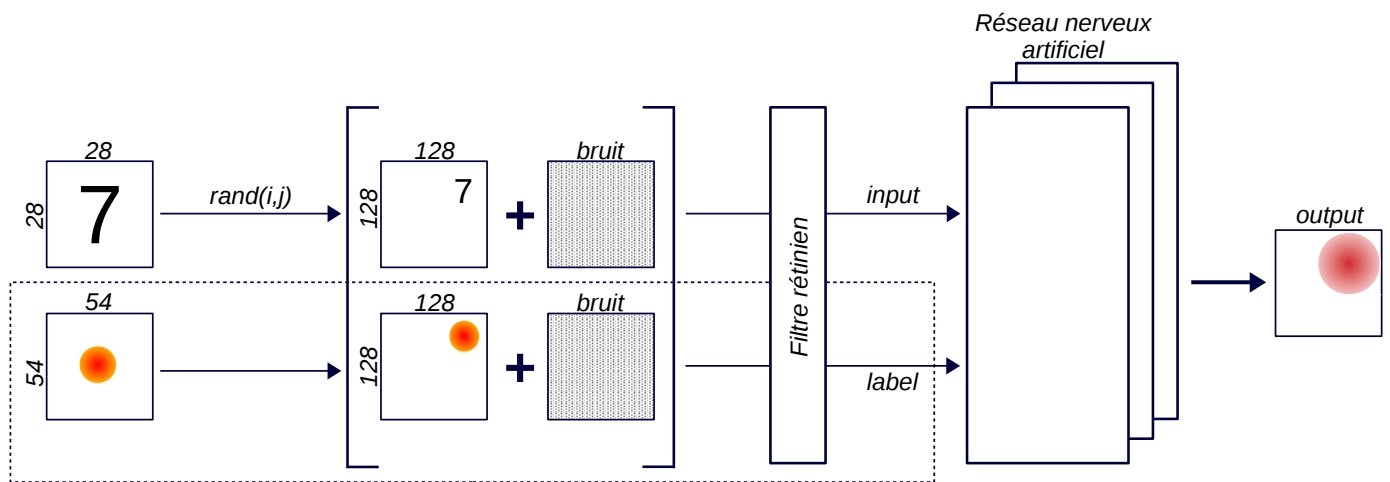 Réseau nerveux
artificiel
28
28
7
rand(i,j)
128
128
7
+
bruit
Filtre rétinien
input
output
54
54
128
128
+
bruit
label